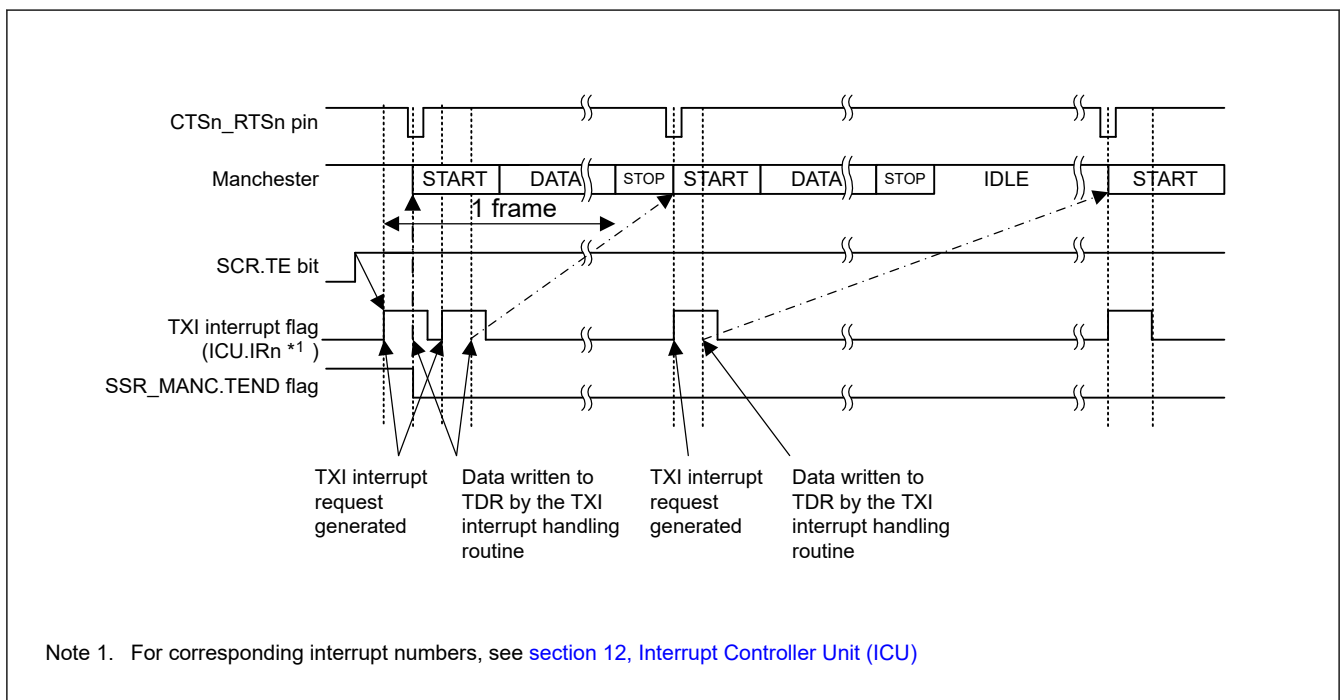 CTSn_RTSn pin
Manchester
START DATA STOP START DATA STOP IDLE START
1 frame
SCR.TE bit
TXI interrupt flag
(ICU.IRn *1 )
SSR_MANC.TEND flag
TXI interrupt
request
generated
Data written to
TDR by the TXI
interrupt handling
routine
TXI interrupt
request
generated
Data written to
TDR by the TXI
interrupt handling
routine
Note 1. For corresponding interrupt numbers, see section 12, Interrupt Controller Unit (ICU)